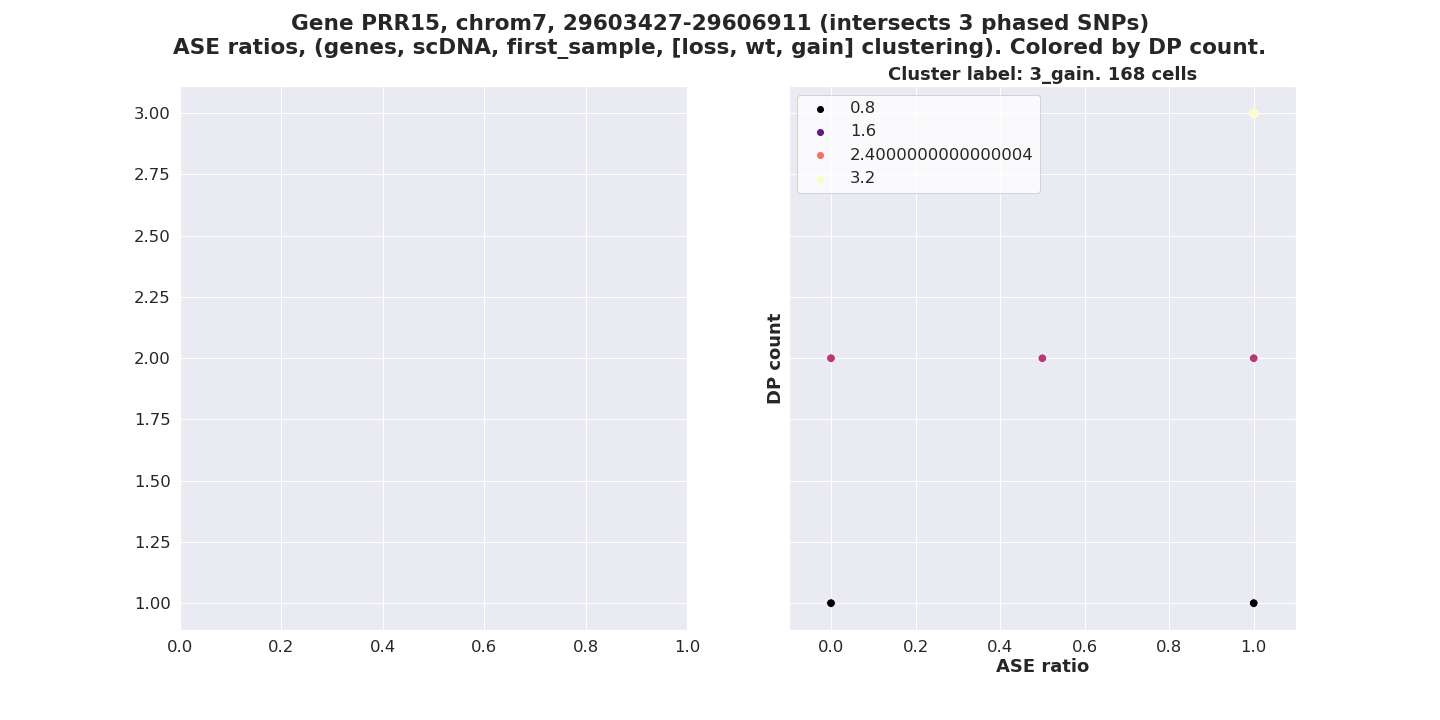 Gene PRR15, chrom7, 29603427-29606911 (intersects 3 phased SNPs)
ASE ratios, (genes, scDNA, first_sample, [loss, wt, gain] clustering). Colored by DP count.
3.00
2.75
2.50
2.25
2.00
1.75
1.50
1.25
1.00
0.0 0.2 0.4 0.6 0.8 1.0
Cluster label: 3_gain. 168 cells
0.8
1.6
2.4000000000000004
3.2
DP count
0.0 0.2 0.4 0.6 0.8 1.0
ASE ratio